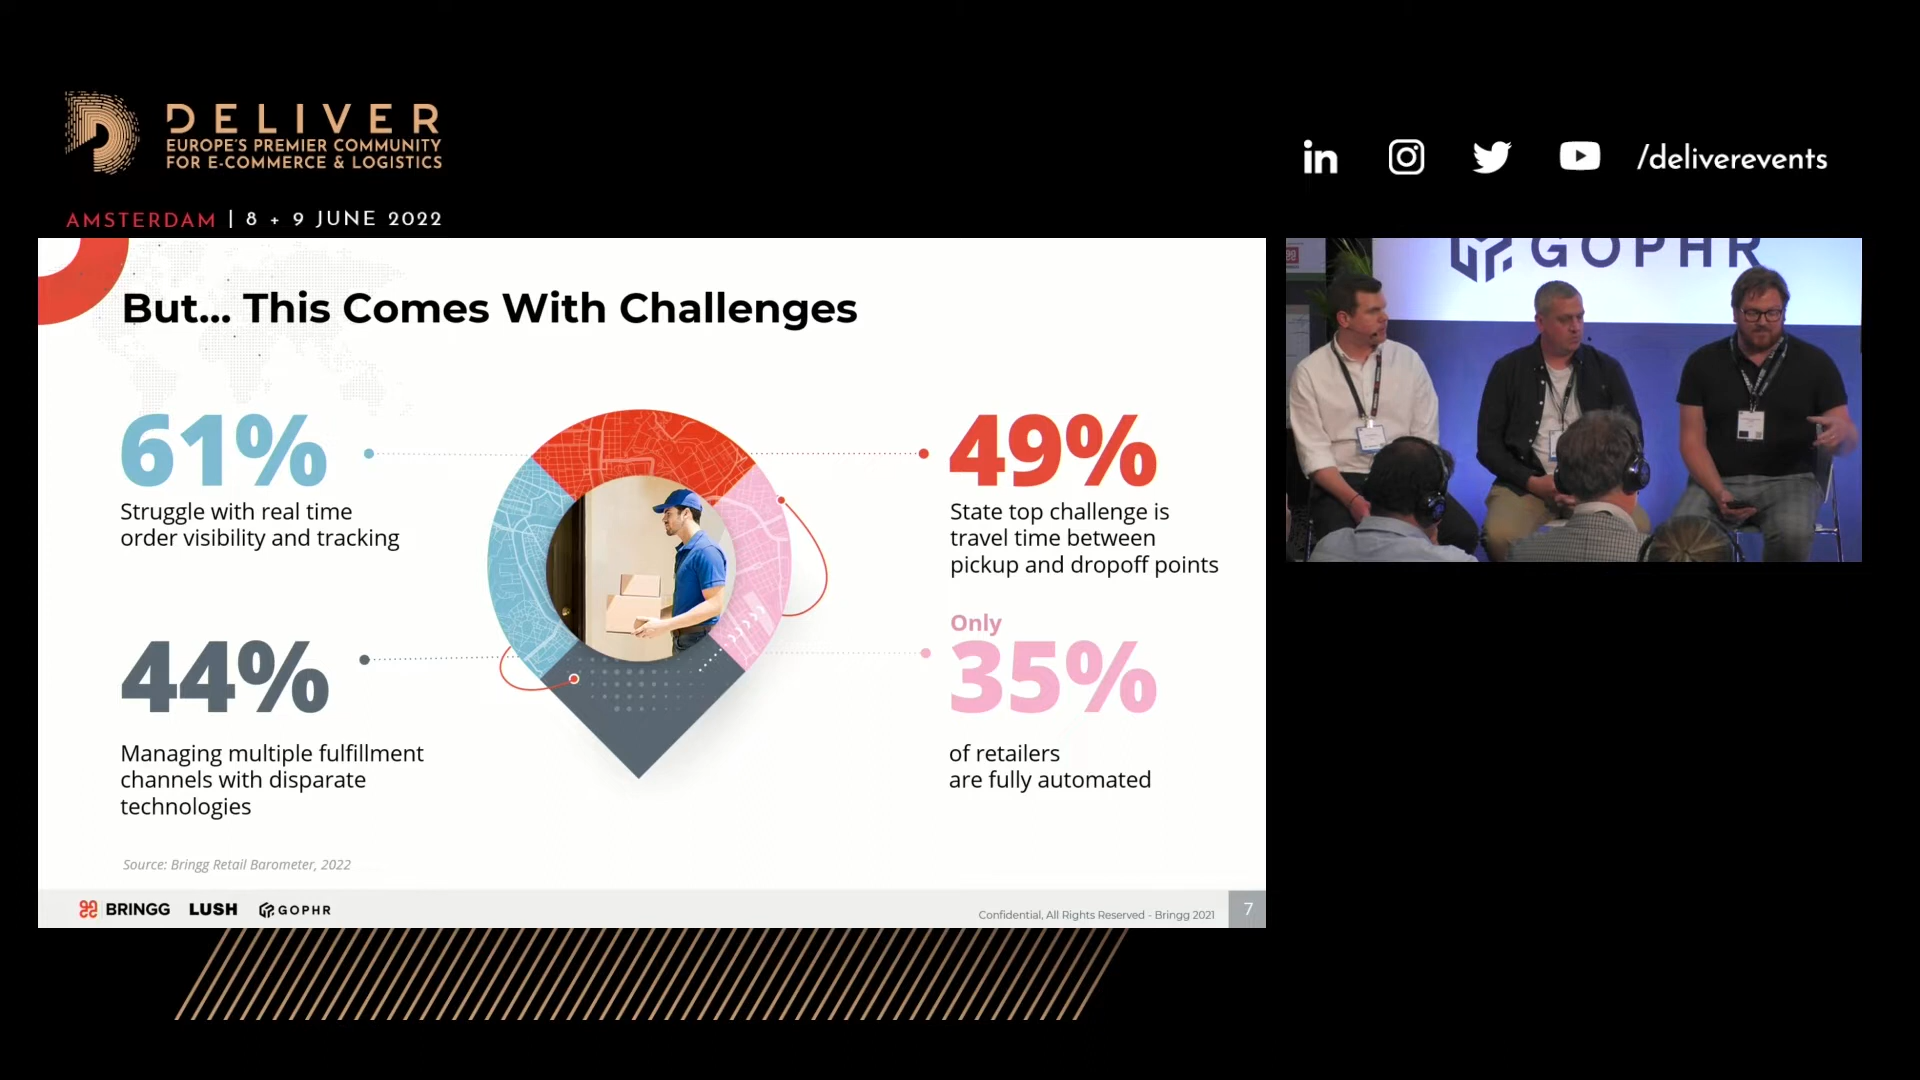 DELIVER
EUROPE'S PREMIER COMMUNITY
FOR E-COMMERCE & LOGISTICS
AMSTERDAM | 8 + 9 JUNE 2022
/deliverevents
GOPHR
But... This Comes With Challenges
61%
Struggle with real time
order visibility and tracking
49%
State top challenge is
travel time between
pickup and dropoff points
44%
Managing multiple fulfillment
channels with disparate
technologies
Only
35%
of retailers
are fully automated
Source: Bringg Retail Barometer, 2022
BRINGG LUSH GOPHR
Confidential, All Rights Reserved - Bringg 2021
7